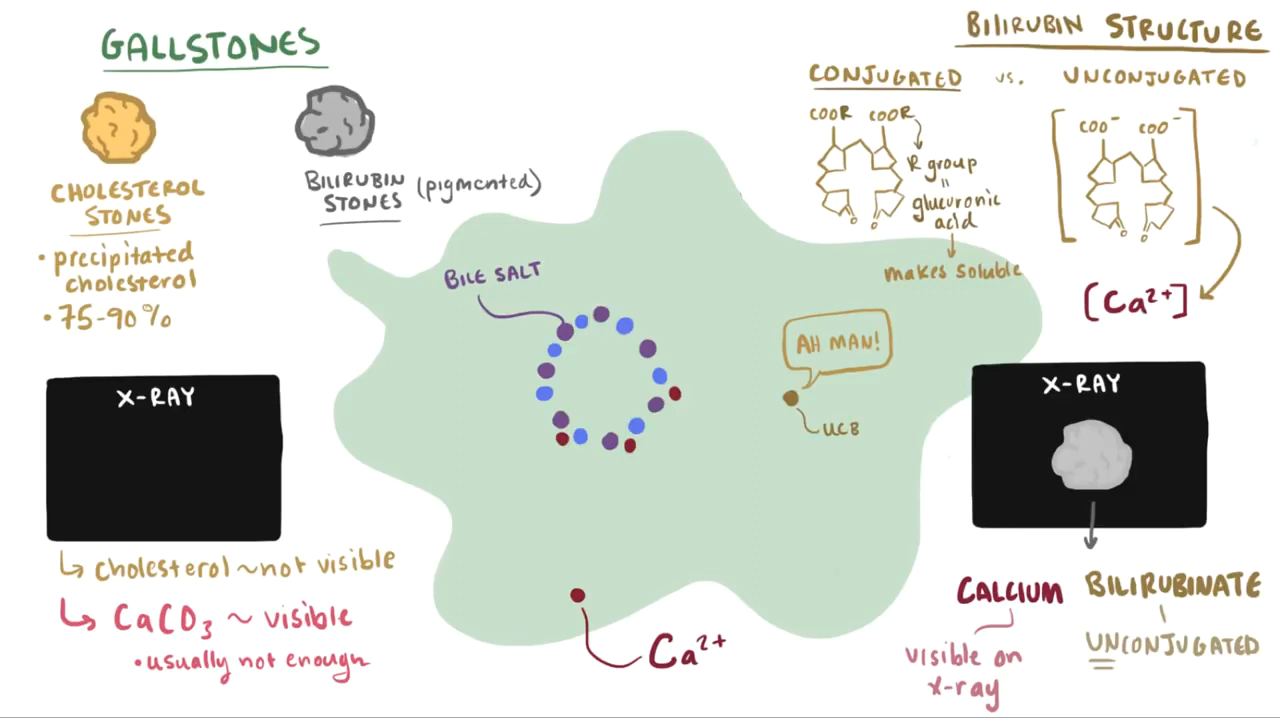 GALLSTONES
CHOLESTEROL
STONES
• precipitated
cholesterol
• 75-90%
BILIRUBIN
STONES
(pigmented)
X-RAY
↳ cholesterol ~ not visible
↳ CaCO₃ ~ visible
• usually not enough
BILE SALT
AH MAN!
UCB
Ca²⁺
BILIRUBIN STRUCTURE
CONJUGATED vs. UNCONJUGATED
COOR COOR
R group
=
glucuronic
acid
makes soluble
COO⁻ COO⁻
[Ca²⁺]
X-RAY
CALCIUM BILIRUBINATE
visible on
x-ray
UNCONJUGATED